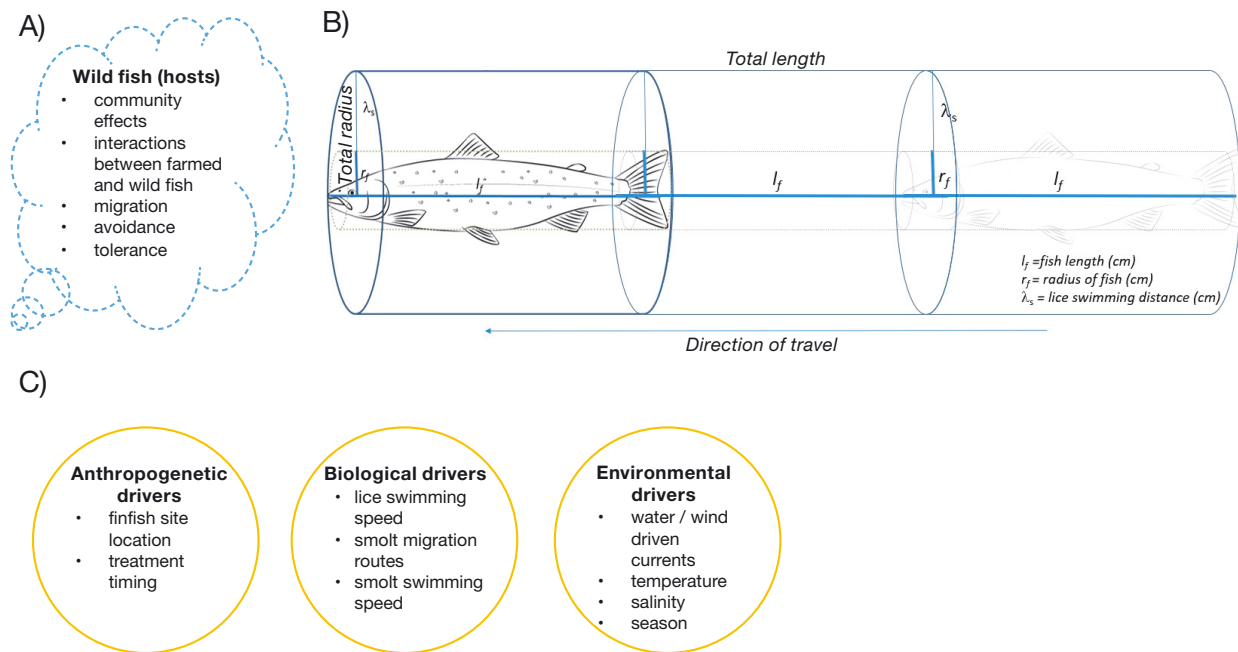 A)
Wild fish (hosts)
• community
effects
• interactions
between farmed
and wild fish
• migration
• avoidance
• tolerance
B)
Total length
Total radius
λs
rf
lf
lf
λs
rf
lf
lf =fish length (cm)
rf = radius of fish (cm)
λs = lice swimming distance (cm)
Direction of travel
C)
Anthropogenetic
drivers
• finfish site
location
• treatment
timing
Biological drivers
• lice swimming
speed
• smolt migration
routes
• smolt swimming
speed
Environmental
drivers
• water / wind
driven
currents
• temperature
• salinity
• season